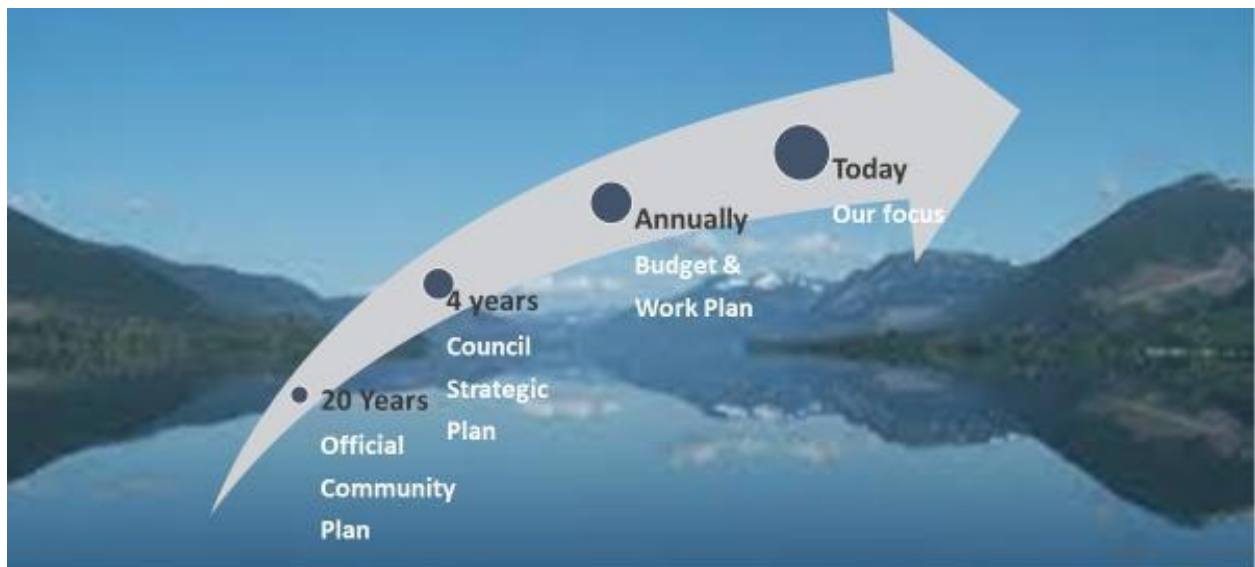 20 Years
Official
Community
Plan
4 years
Council
Strategic
Plan
Annually
Budget &
Work Plan
Today
Our focus